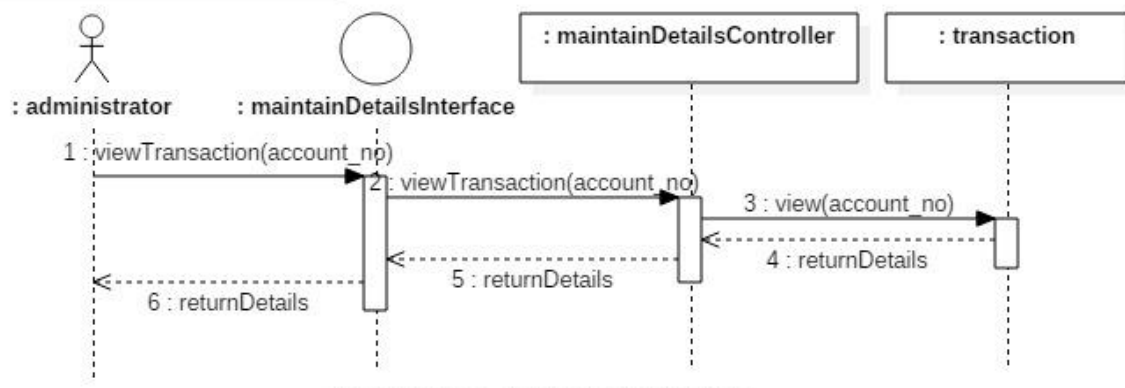 : maintainDetailsController
: transaction
: administrator
: maintainDetailsInterface
1 : viewTransaction(account_no)
2 : viewTransaction(account_no)
3 : view(account_no)
4 : returnDetails
5 : returnDetails
6 : returnDetails